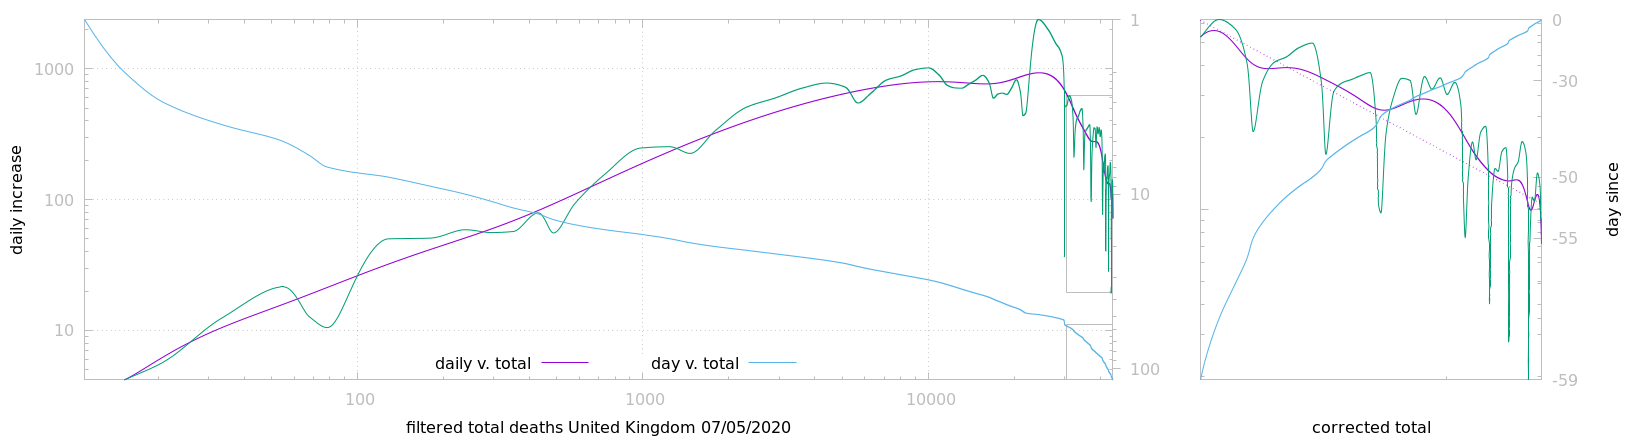 1000
100
10
daily increase
daily v. total
day v. total
100
1000
10000
filtered total deaths United Kingdom 07/05/2020
1
10
100
0
-30
-50
-55
-59
day since
corrected total